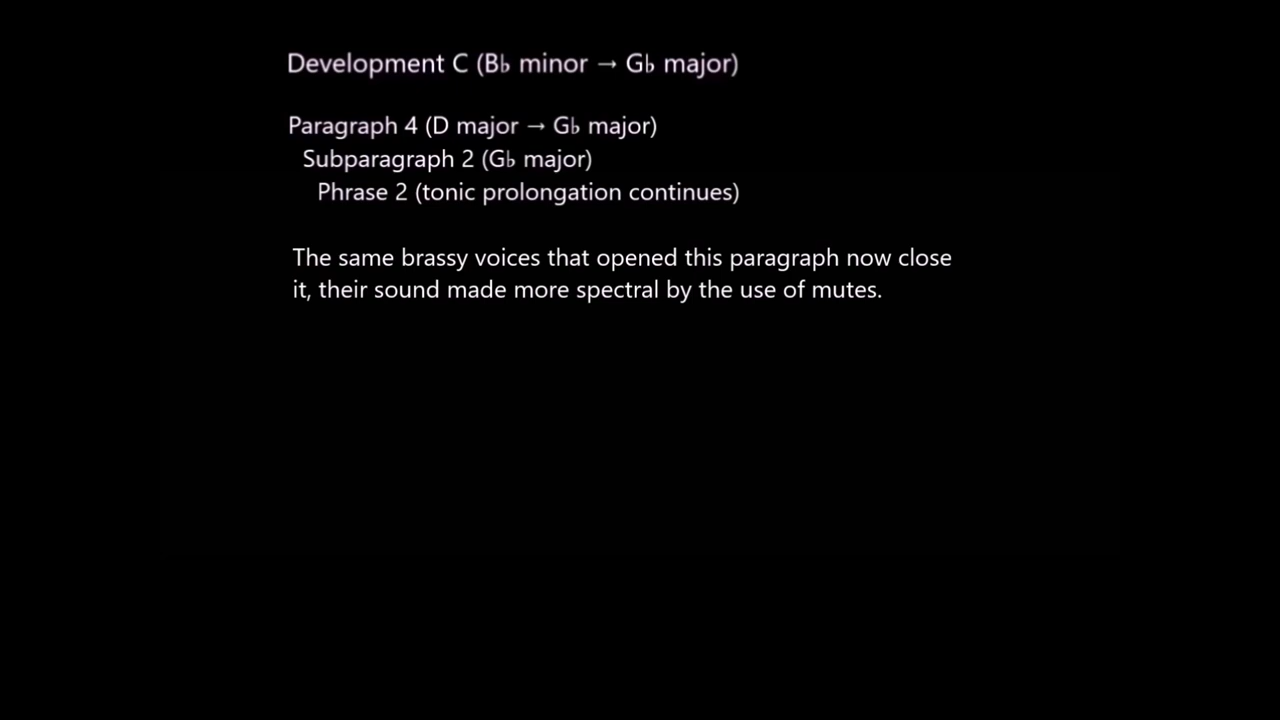 Development C (B♭ minor → G♭ major)
Paragraph 4 (D major → G♭ major)
Subparagraph 2 (G♭ major)
Phrase 2 (tonic prolongation continues)
The same brassy voices that opened this paragraph now close
it, their sound made more spectral by the use of mutes.